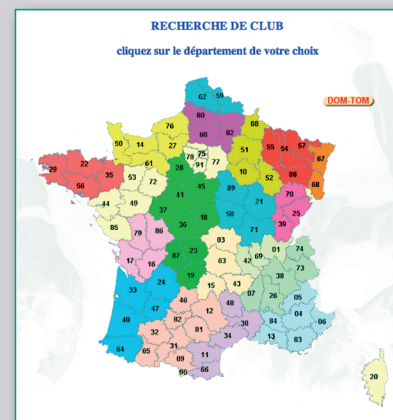 RECHERCHE DE CLUB
cliquez sur le département de votre choix
DOM-TOM
62 59
80
76 60 02 08
50 14 27 55 54 57
61 78 75 51 67
29 22 28 91 77 10 88 68
56 35 53 72 45 52 70
41 89 21 25
44 49 37 18 58 39
85 79 86 36 71
03
17 16 87 23 63 42 69 01 74
19 73
33 24 15 43 38
46 07 26 05
40 47 12 48 04
82 30 84 06
32 81 34 13 83
64 65 31 11
09 66
20